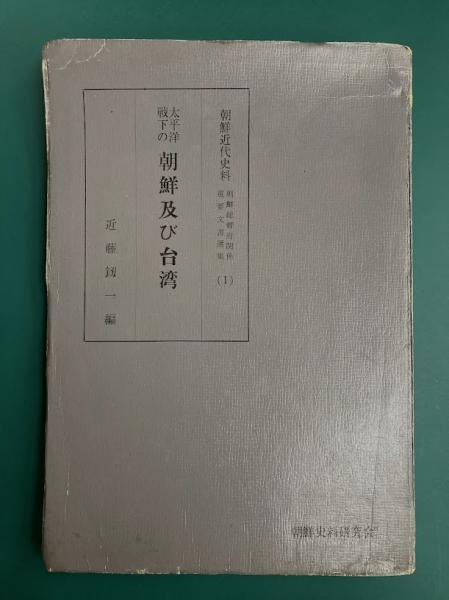 朝鮮近代史料
朝鮮総督府関係
重要文書選集
(1)
太平洋
戦下の
朝鮮及び台湾
近藤釼一編
朝鮮史料研究会